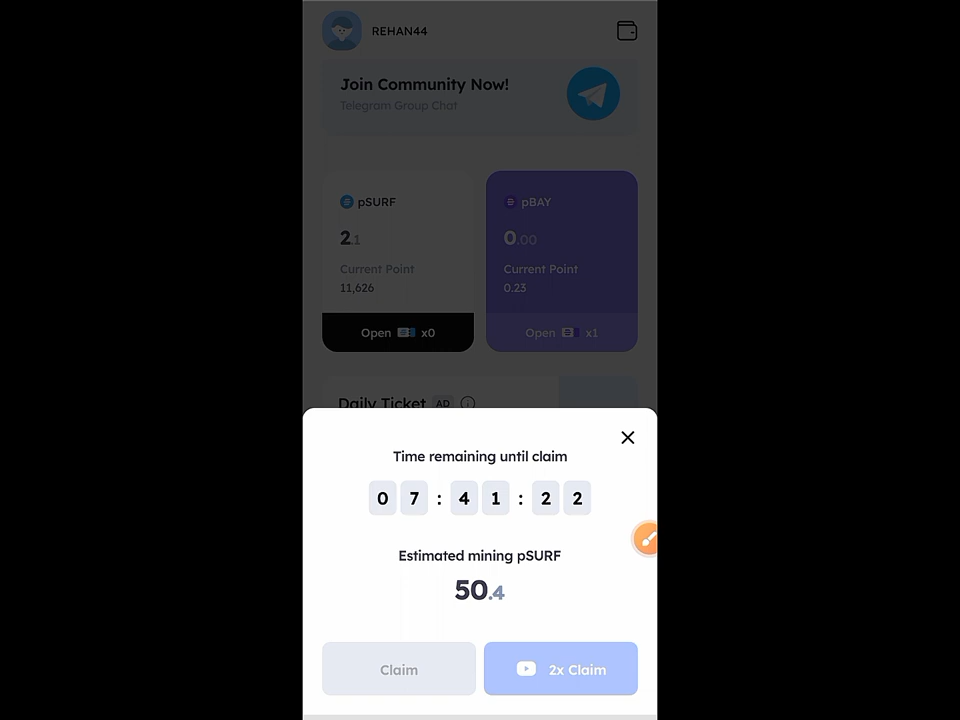 REHAN44
Join Community Now!
Telegram Group Chat
pSURF
2.1
Current Point
11,626
Open x0
pBAY
0.00
Current Point
0.23
Open x1
Daily Ticket AD
Time remaining until claim
07:41:22
Estimated mining pSURF
50.4
Claim
2x Claim